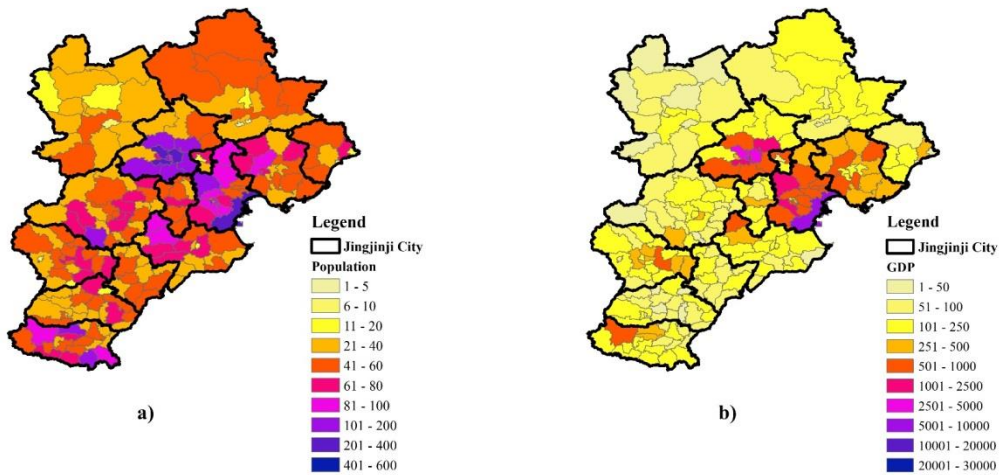 Legend
Jingjinji City
Population
1 - 5
6 - 10
11 - 20
21 - 40
41 - 60
61 - 80
81 - 100
101 - 200
201 - 400
401 - 600
a)
Legend
Jingjinji City
GDP
1 - 50
51 - 100
101 - 250
251 - 500
501 - 1000
1001 - 2500
2501 - 5000
5001 - 10000
10001 - 20000
20001 - 30000
b)